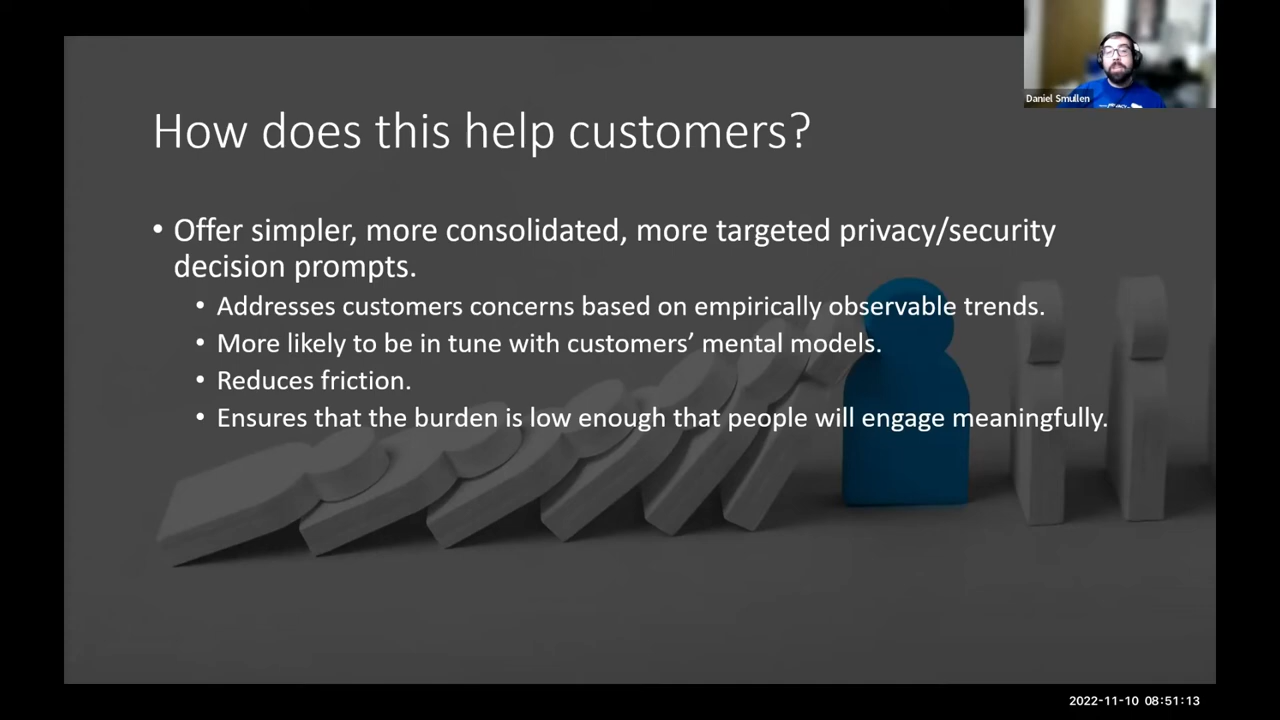 Daniel Smullen
How does this help customers?
• Offer simpler, more consolidated, more targeted privacy/security
decision prompts.
• Addresses customers concerns based on empirically observable trends.
• More likely to be in tune with customers’ mental models.
• Reduces friction.
• Ensures that the burden is low enough that people will engage meaningfully.
2022-11-10 08:51:13